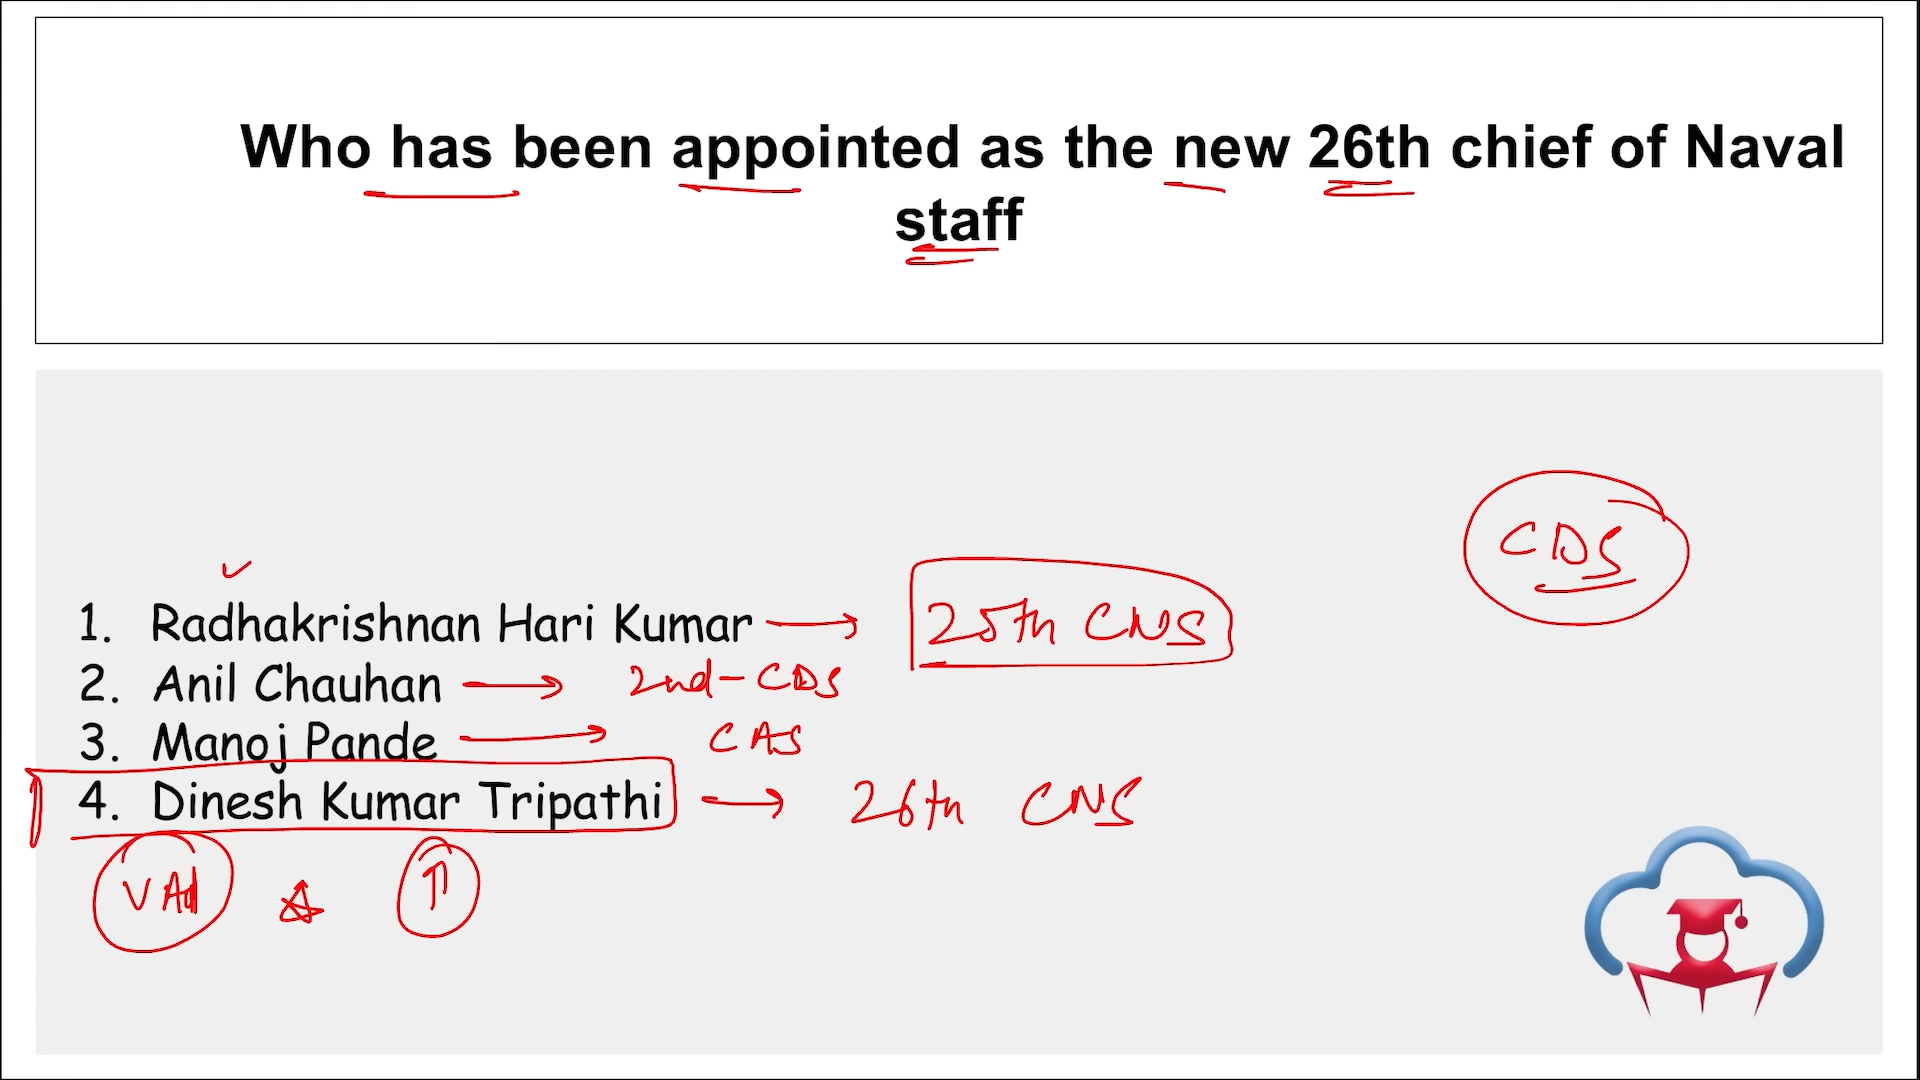 Who has been appointed as the new 26th chief of Naval
staff
CDS
1. Radhakrishnan Hari Kumar → 25th CNS
2. Anil Chauhan → 2nd - CDS
3. Manoj Pande → CAS
4. Dinesh Kumar Tripathi → 26th CNS
V Ad